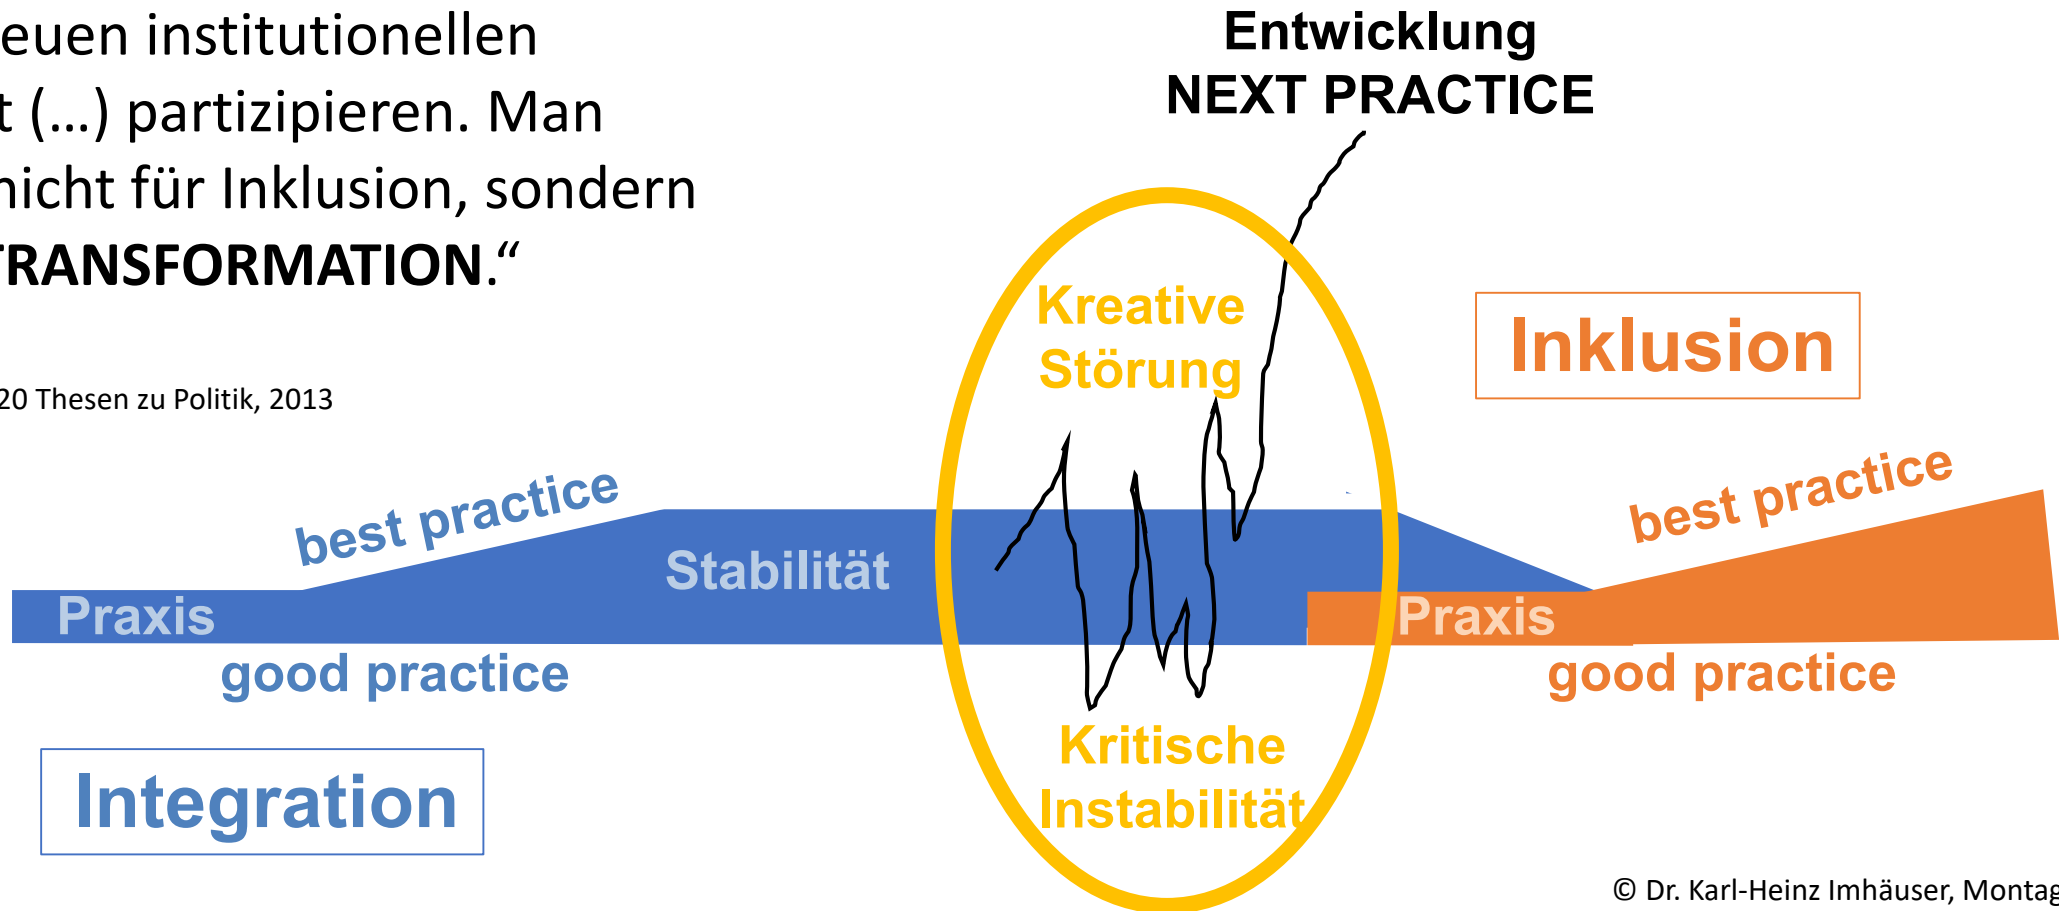 euen institutionellen
t (…) partizipieren. Man
nicht für Inklusion, sondern
TRANSFORMATION.“
20 Thesen zu Politik, 2013
Entwicklung
NEXT PRACTICE
Kreative
Störung
Inklusion
best practice
Stabilität
Praxis
good practice
Integration
best practice
Praxis
good practice
Kritische
Instabilität
© Dr. Karl-Heinz Imhäuser, Montag